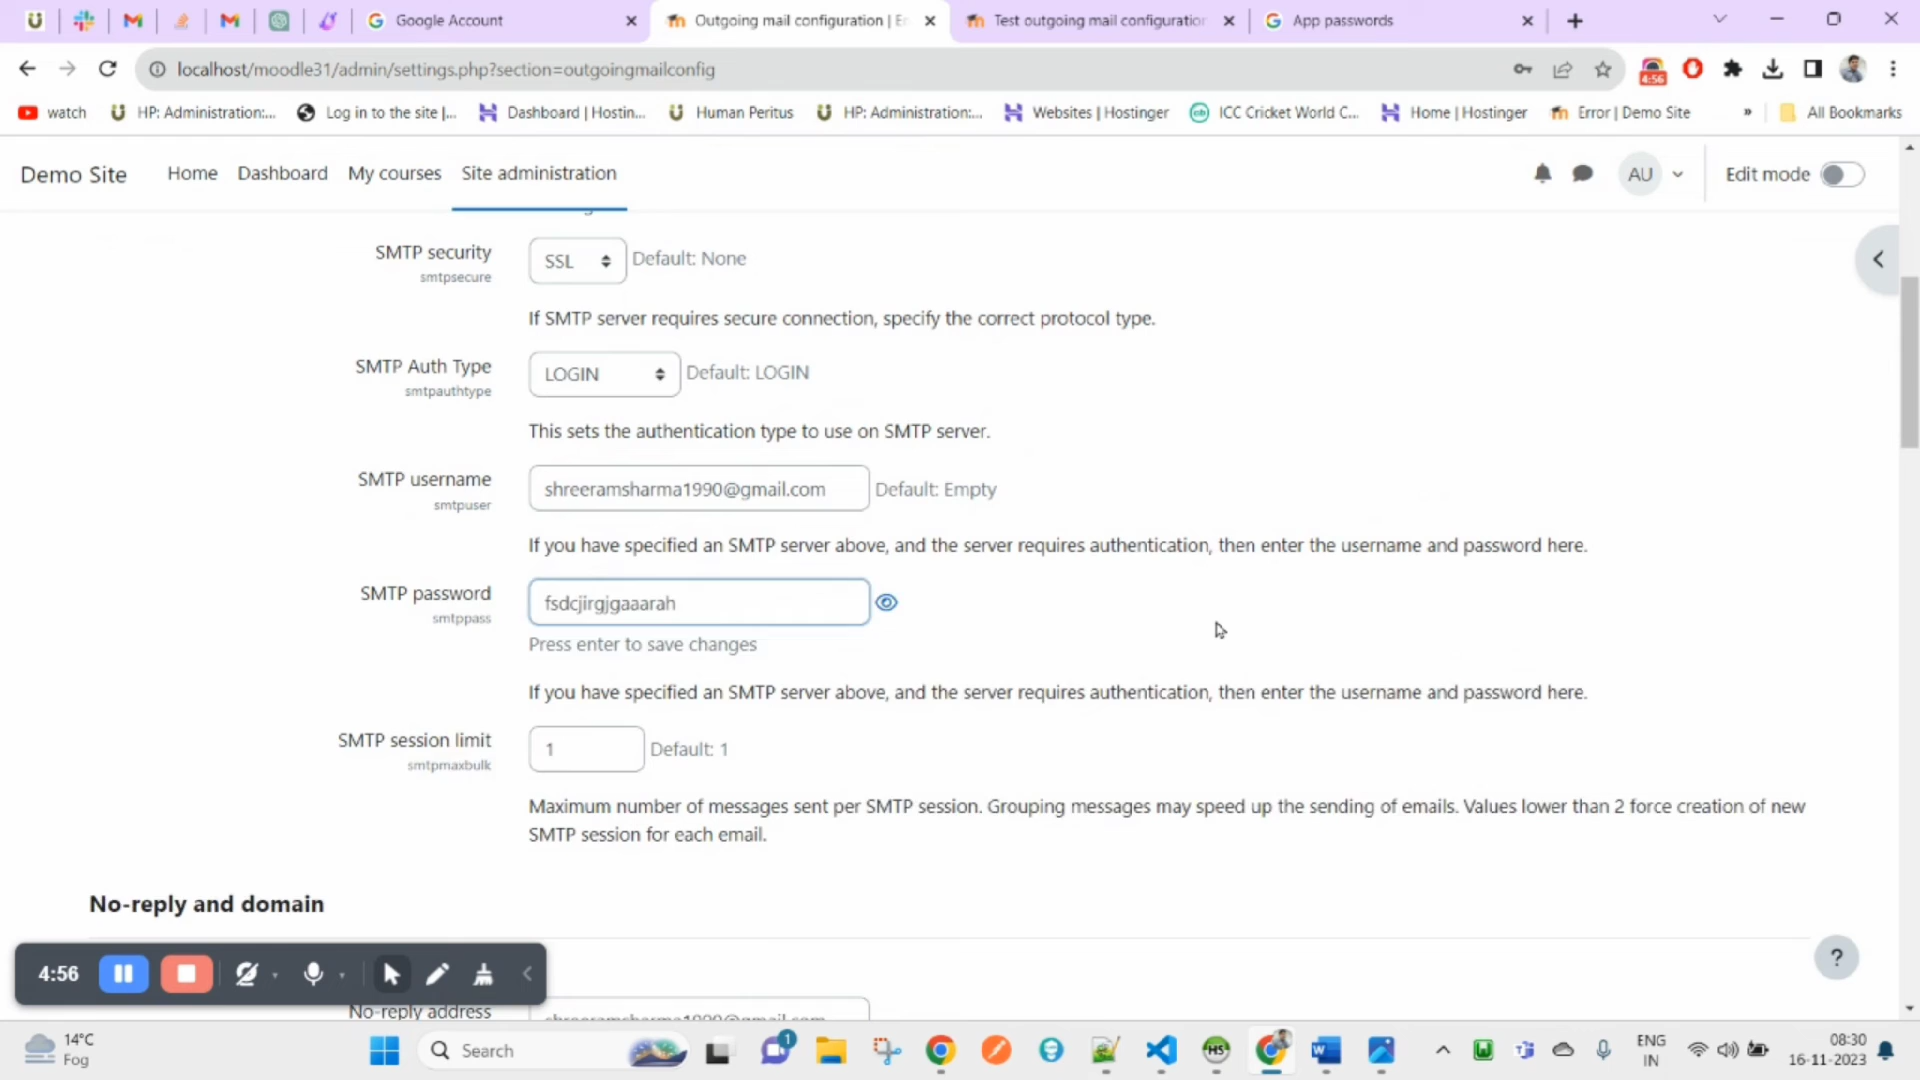 Google Account
Outgoing mail configuration | E
Test outgoing mail configuration
App passwords
localhost/moodle31/admin/settings.php?section=outgoingmailconfig
4:56
watch
HP: Administration:...
Log in to the site |...
Dashboard | Hostin...
Human Peritus
HP: Administration:...
Websites | Hostinger
ICC Cricket World C...
Home | Hostinger
Error | Demo Site
»
All Bookmarks
Demo Site
Home
Dashboard
My courses
Site administration
AU
Edit mode
SMTP security
smtpsecure
SSL
Default: None
If SMTP server requires secure connection, specify the correct protocol type.
SMTP Auth Type
smtpauthtype
LOGIN
Default: LOGIN
This sets the authentication type to use on SMTP server.
SMTP username
smtpuser
shreeramsharma1990@gmail.com
Default: Empty
If you have specified an SMTP server above, and the server requires authentication, then enter the username and password here.
SMTP password
smtppass
fsdcjirgjgaaarah
Press enter to save changes
If you have specified an SMTP server above, and the server requires authentication, then enter the username and password here.
SMTP session limit
smtpmaxbulk
1
Default: 1
Maximum number of messages sent per SMTP session. Grouping messages may speed up the sending of emails. Values lower than 2 force creation of new
SMTP session for each email.
No-reply and domain
4:56
?
No-reply address
shreeramsharma1990@gmail.com
14°C
Fog
Search
1
ENG
IN
08:30
16-11-2023